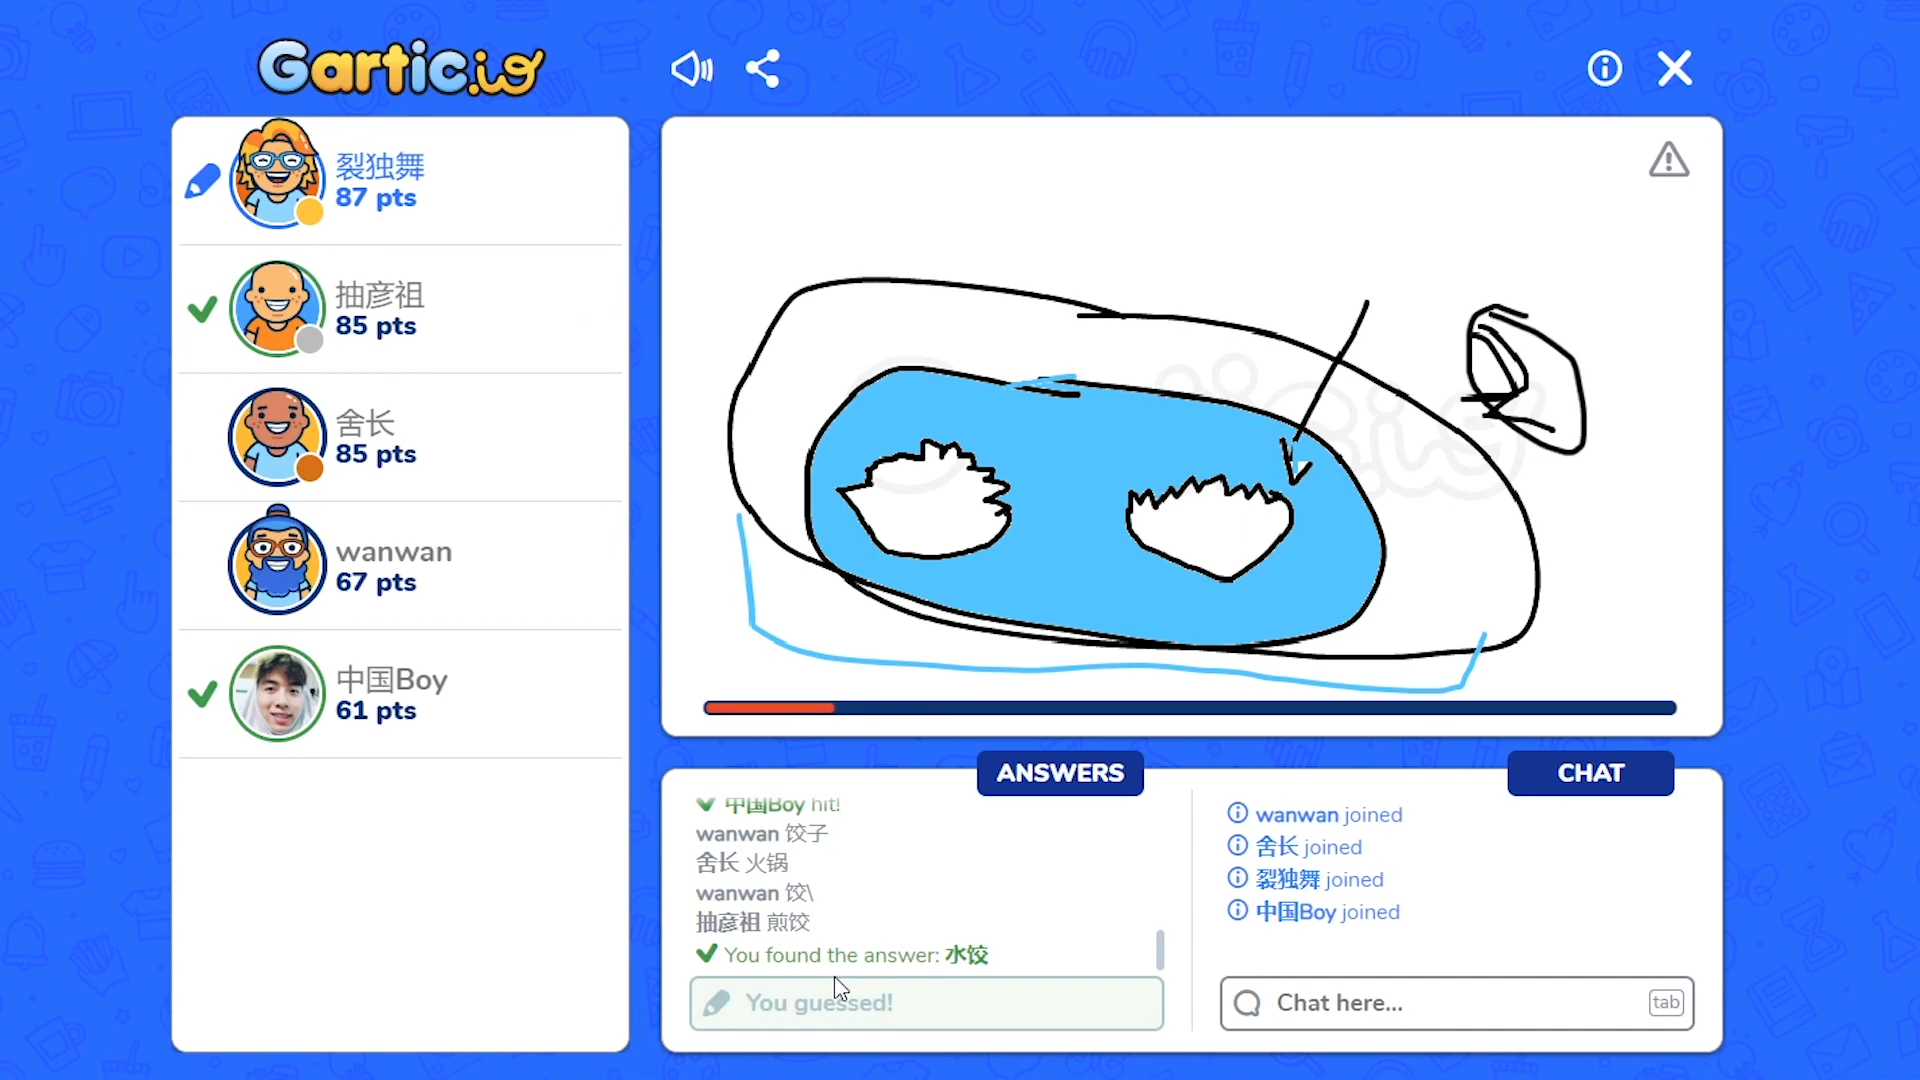 Gartic.io
裂独舞
87 pts
抽彦祖
85 pts
舍长
85 pts
wanwan
67 pts
中国Boy
61 pts
ANSWERS
中国Boy hit!
wanwan 饺子
舍长 火锅
wanwan 饺\
抽彦祖 煎饺
You found the answer: 水饺
You guessed!
CHAT
wanwan joined
舍长 joined
裂独舞 joined
中国Boy joined
Chat here...
tab